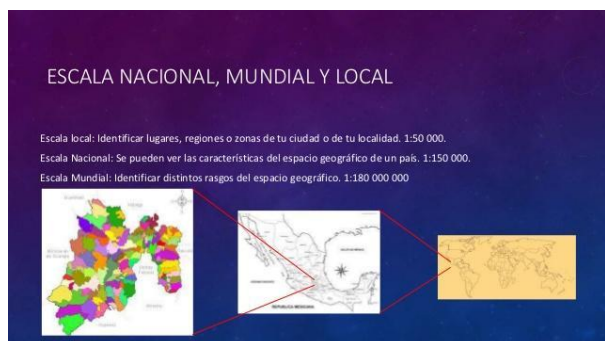 ESCALA NACIONAL, MUNDIAL Y LOCAL
Escala local: Identificar lugares, regiones o zonas de tu ciudad o de tu localidad. 1:50 000.
Escala Nacional: Se pueden ver las características del espacio geográfico de un país. 1:150 000.
Escala Mundial: Identificar distintos rasgos del espacio geográfico. 1:180 000 000
REPUBLICA MEXICANA